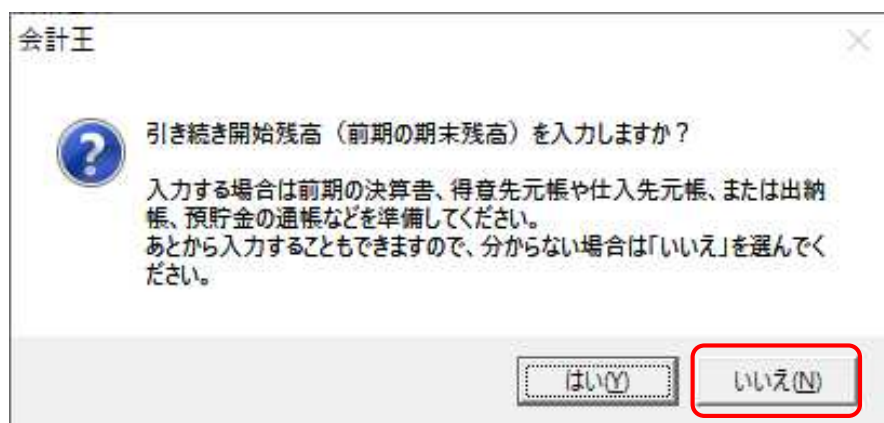 会計王
引き続き開始残高（前期の期末残高）を入力しますか？
入力する場合は前期の決算書、得意先元帳や仕入先元帳、または出納
帳、預貯金の通帳などを準備してください。
あとから入力することもできますので、分からない場合は「いいえ」を選んでく
ださい。
はい(Y) いいえ(N)